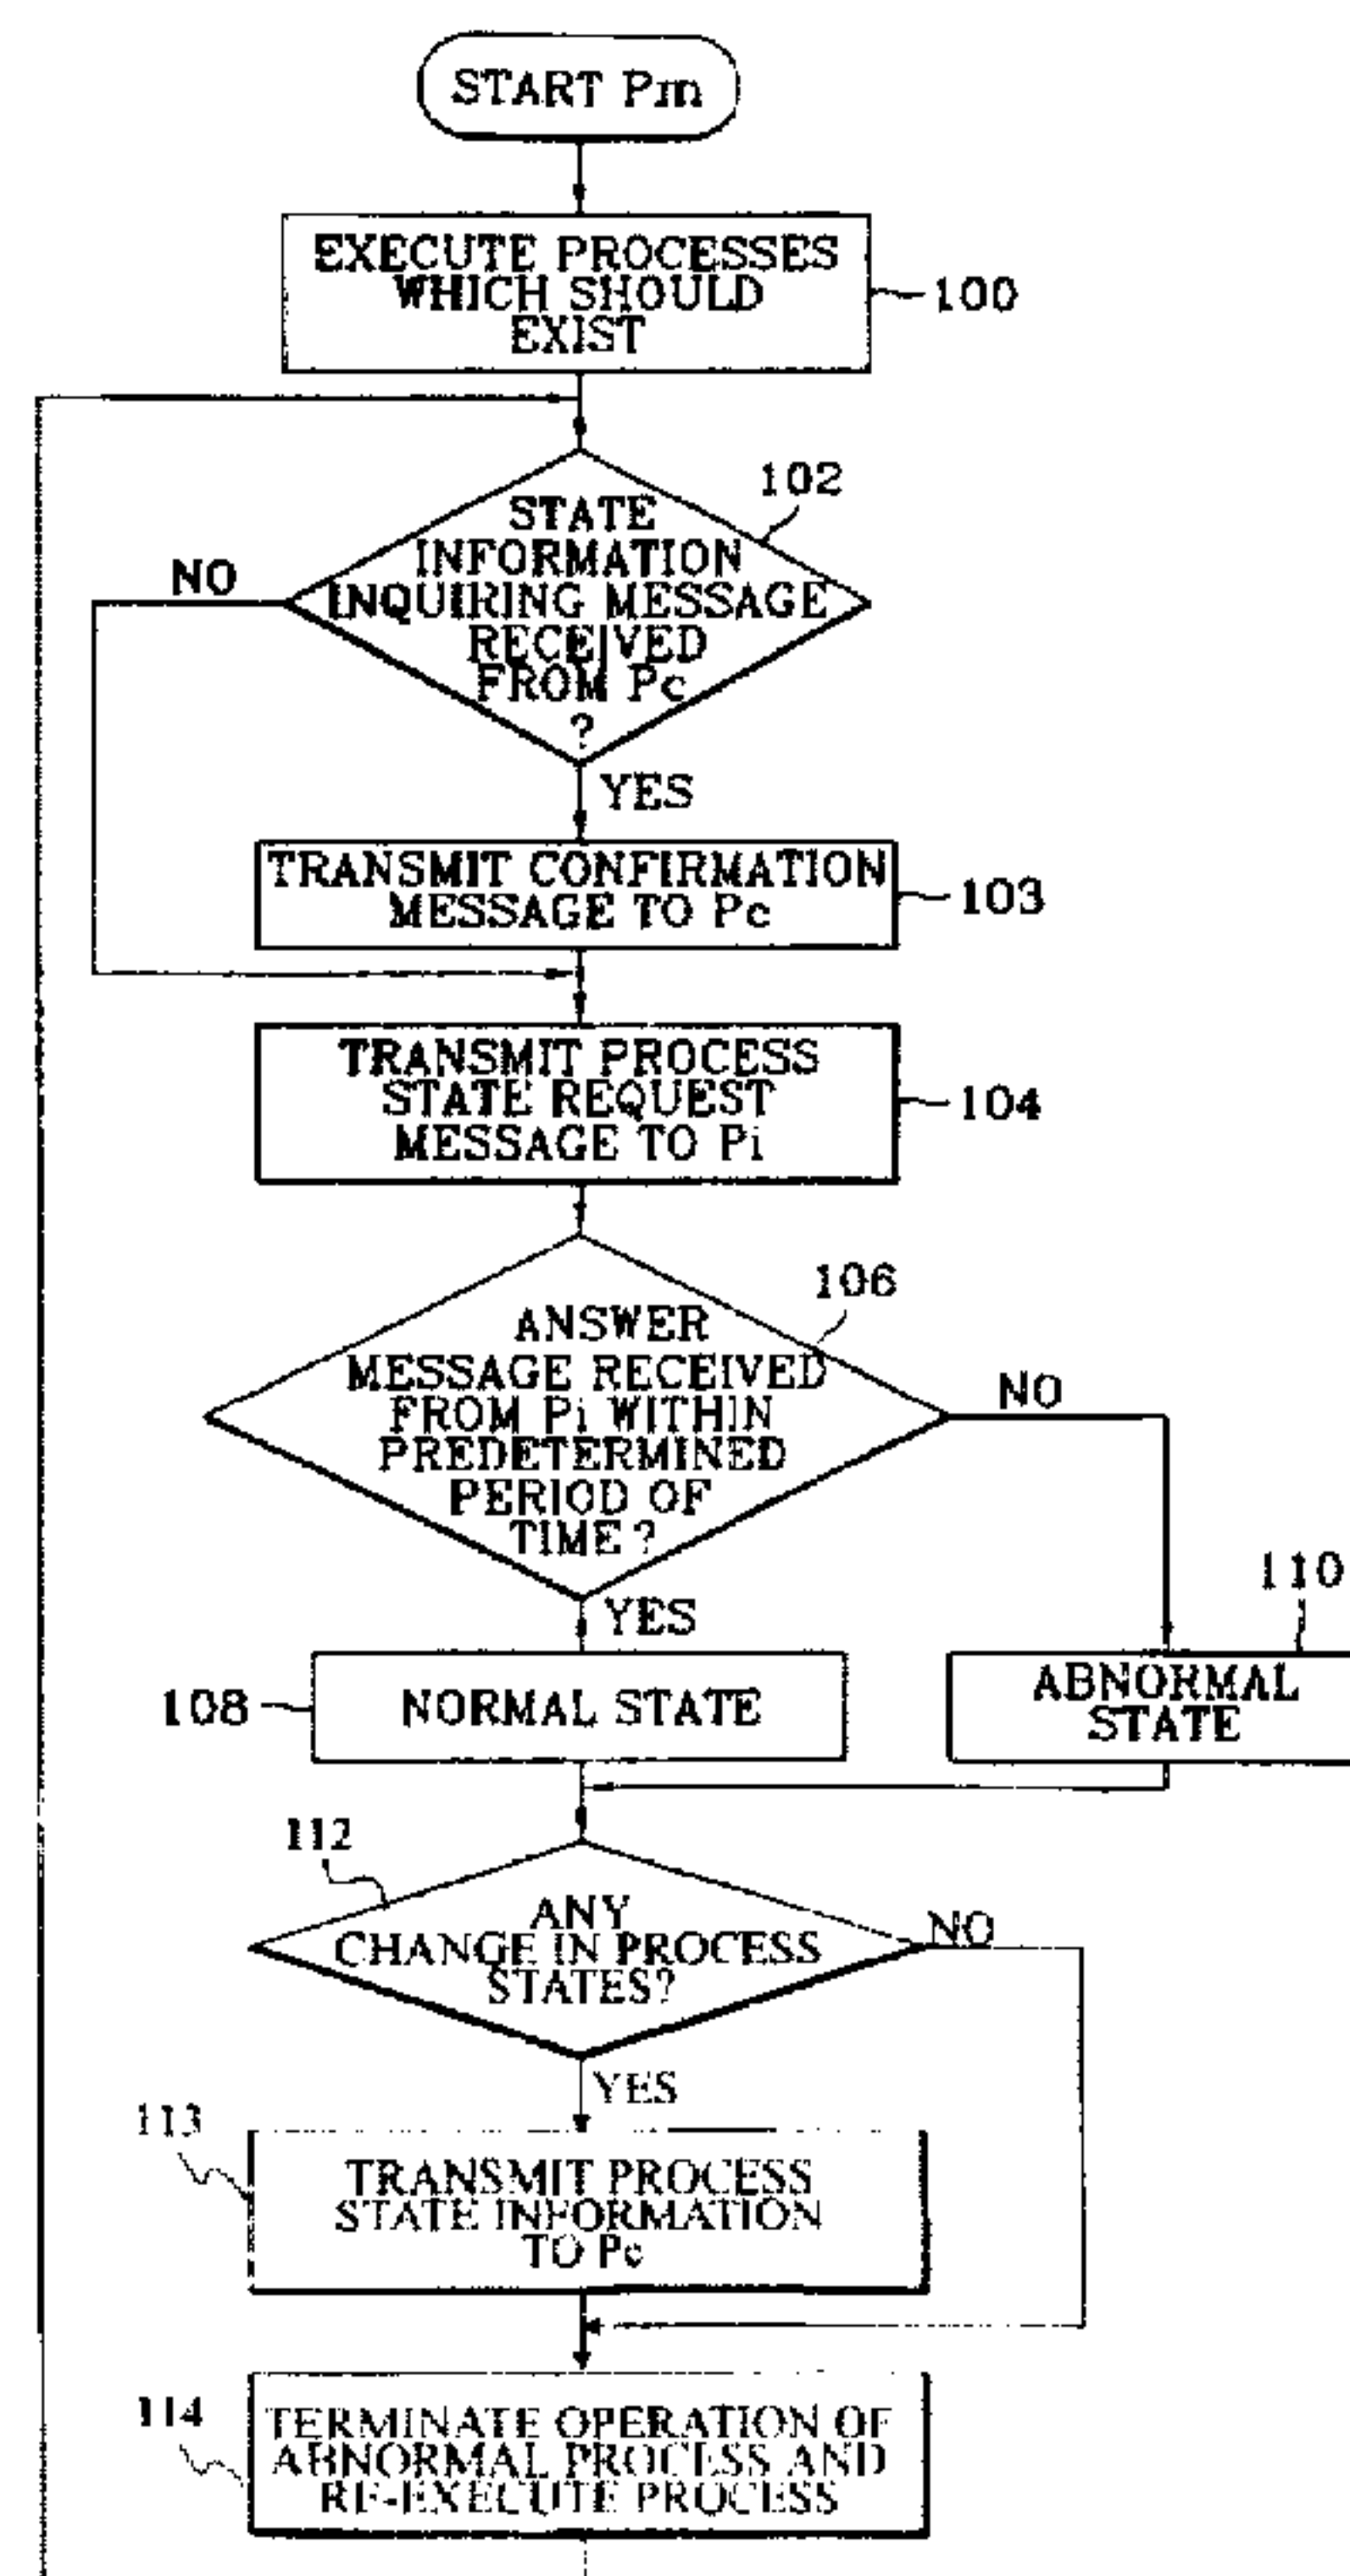 START Pm
EXECUTE PROCESSES
WHICH SHOULD
EXIST
100
102
STATE
INFORMATION
INQUIRING MESSAGE
RECEIVED
FROM Pc
?
NO
YES
TRANSMIT CONFIRMATION
MESSAGE TO Pc
103
TRANSMIT PROCESS
STATE REQUEST
MESSAGE TO Pi
104
106
ANSWER
MESSAGE RECEIVED
FROM Pi WITHIN
PREDETERMINED
PERIOD OF
TIME?
NO
YES
110
108
NORMAL STATE
ABNORMAL
STATE
112
ANY
CHANGE IN PROCESS
STATES?
NO
YES
113
TRANSMIT PROCESS
STATE INFORMATION
TO Pc
114
TERMINATE OPERATION OF
ABNORMAL PROCESS AND
RE-EXECUTE PROCESS